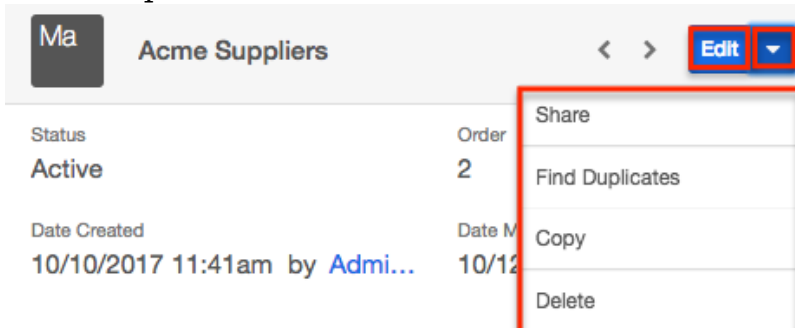 Ma
Acme Suppliers
Edit
Share
Status
Order
Active
2
Find Duplicates
Date Created
Date M
Copy
10/10/2017 11:41am by Admi...
10/12
Delete